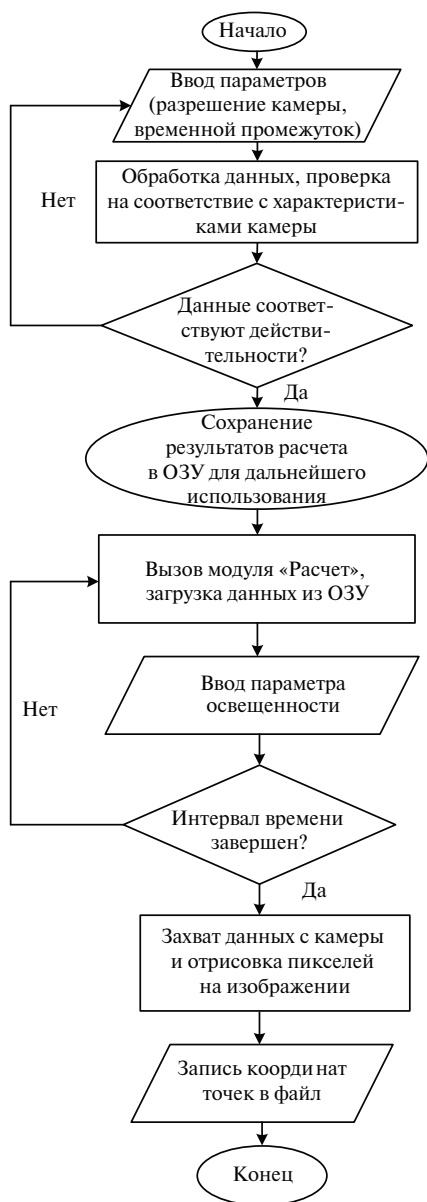 Начало
Ввод параметров
(разрешение камеры,
временной промежуток)
Нет
Обработка данных, проверка
на соответствие с характеристи-
ками камеры
Данные соответ-
ствуют действи-
тельности?
Да
Сохранение
результатов расчета
в ОЗУ для дальнейшего
использования
Вызов модуля «Расчет»,
загрузка данных из ОЗУ
Нет
Ввод параметра
освещенности
Интервал времени
завершен?
Да
Захват данных с камеры
и отрисовка пикселей
на изображении
Запись координат
точек в файл
Конец